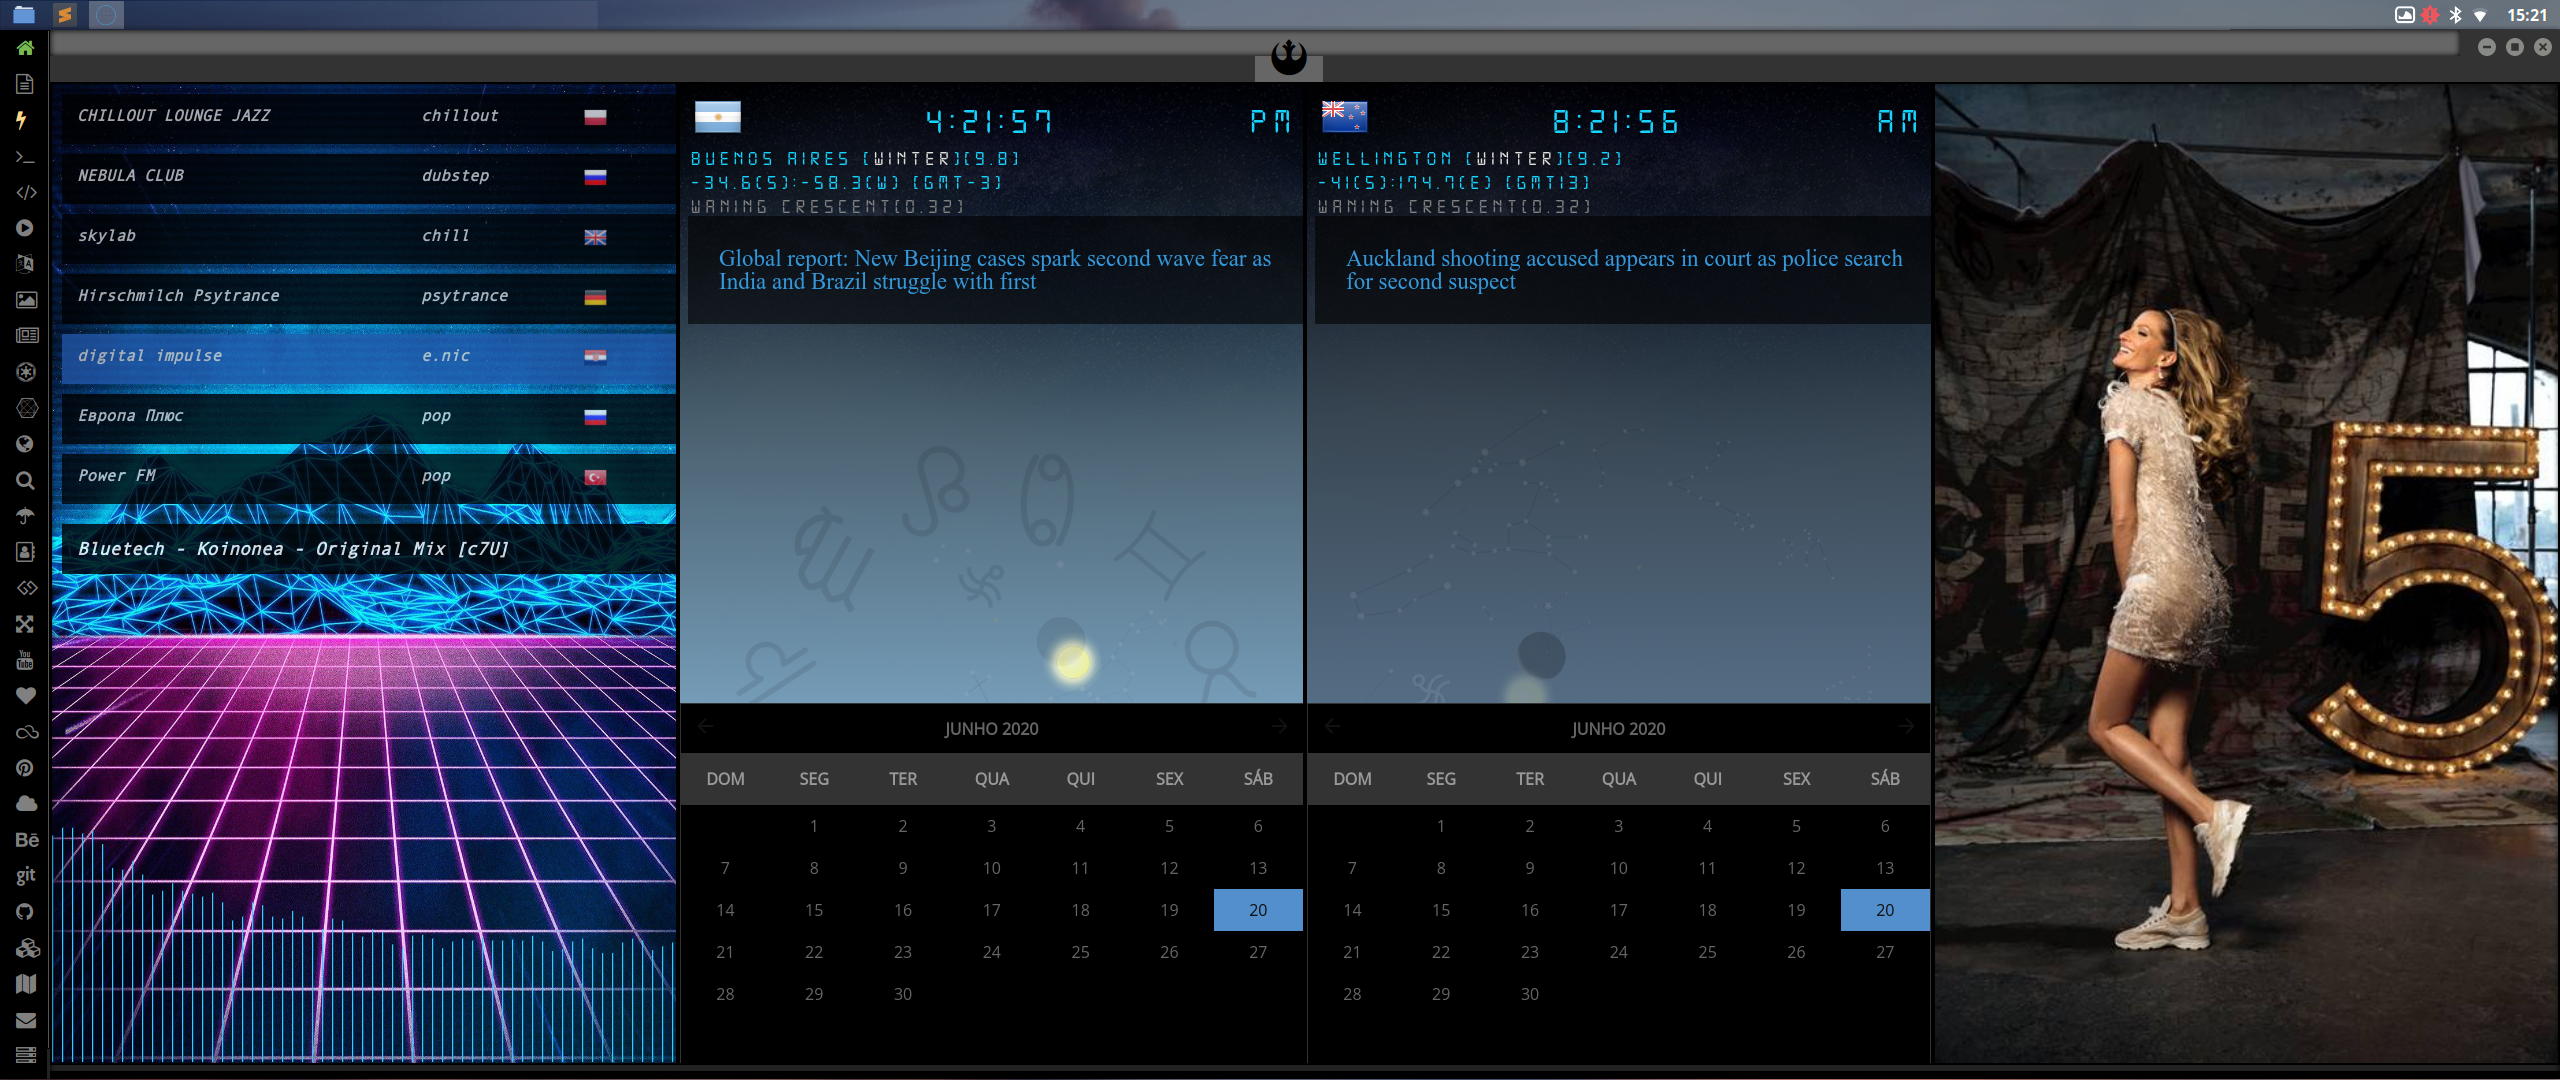 15:21
CHILLOUT LOUNGE JAZZ chillout
NEBULA CLUB dubstep
skylab chill
Hirschmilch Psytrance psytrance
digital impulse e.nic
Европа Плюс pop
Power FM pop
Bluetech - Koinonea - Original Mix [c7U]
4:21:57 PM
BUENOS AIRES [WINTER][9.8]
-34.6(S):-58.3(W) [GMT-3]
WANING CRESCENT[0.32]
Global report: New Beijing cases spark second wave fear as
India and Brazil struggle with first
JUNHO 2020
DOM SEG TER QUA QUI SEX SÁB
1 2 3 4 5 6
7 8 9 10 11 12 13
14 15 16 17 18 19 20
21 22 23 24 25 26 27
28 29 30
8:21:56 AM
WELLINGTON [WINTER][9.2]
-41(S):174.7(E) [GMT13]
WANING CRESCENT[0.32]
Auckland shooting accused appears in court as police search
for second suspect
JUNHO 2020
DOM SEG TER QUA QUI SEX SÁB
1 2 3 4 5 6
7 8 9 10 11 12 13
14 15 16 17 18 19 20
21 22 23 24 25 26 27
28 29 30
5
You
Tube
Bē
git